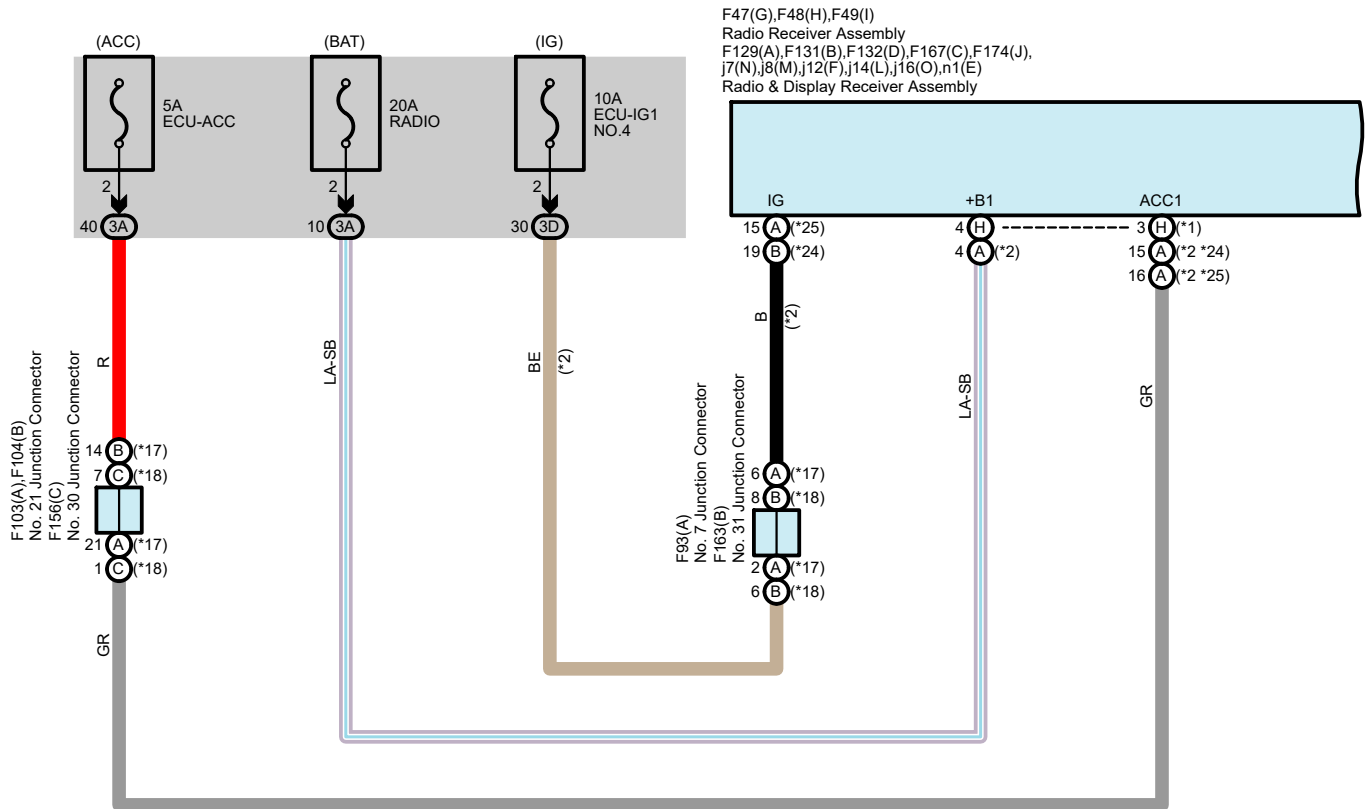 F47(G),F48(H),F49(I)
Radio Receiver Assembly
F129(A),F131(B),F132(D),F167(C),F174(J),
j7(N),j8(M),j12(F),j14(L),j16(O),n1(E)
Radio & Display Receiver Assembly
(ACC)
(BAT)
(IG)
5A
ECU-ACC
20A
RADIO
10A
ECU-IG1
NO.4
2
2
2
40 3A
10 3A
30 3D
IG
+B1
ACC1
15 A (*25)
19 B (*24)
4 H
4 A (*2)
3 H (*1)
15 A (*2 *24)
16 A (*2 *25)
R
LA-SB
BE
(*2)
B
(*2)
LA-SB
GR
F103(A),F104(B)
No. 21 Junction Connector
F156(C)
No. 30 Junction Connector
14 B (*17)
7 C (*18)
21 A (*17)
1 C (*18)
F93(A)
No. 7 Junction Connector
F163(B)
No. 31 Junction Connector
6 A (*17)
8 B (*18)
2 A (*17)
6 B (*18)
GR